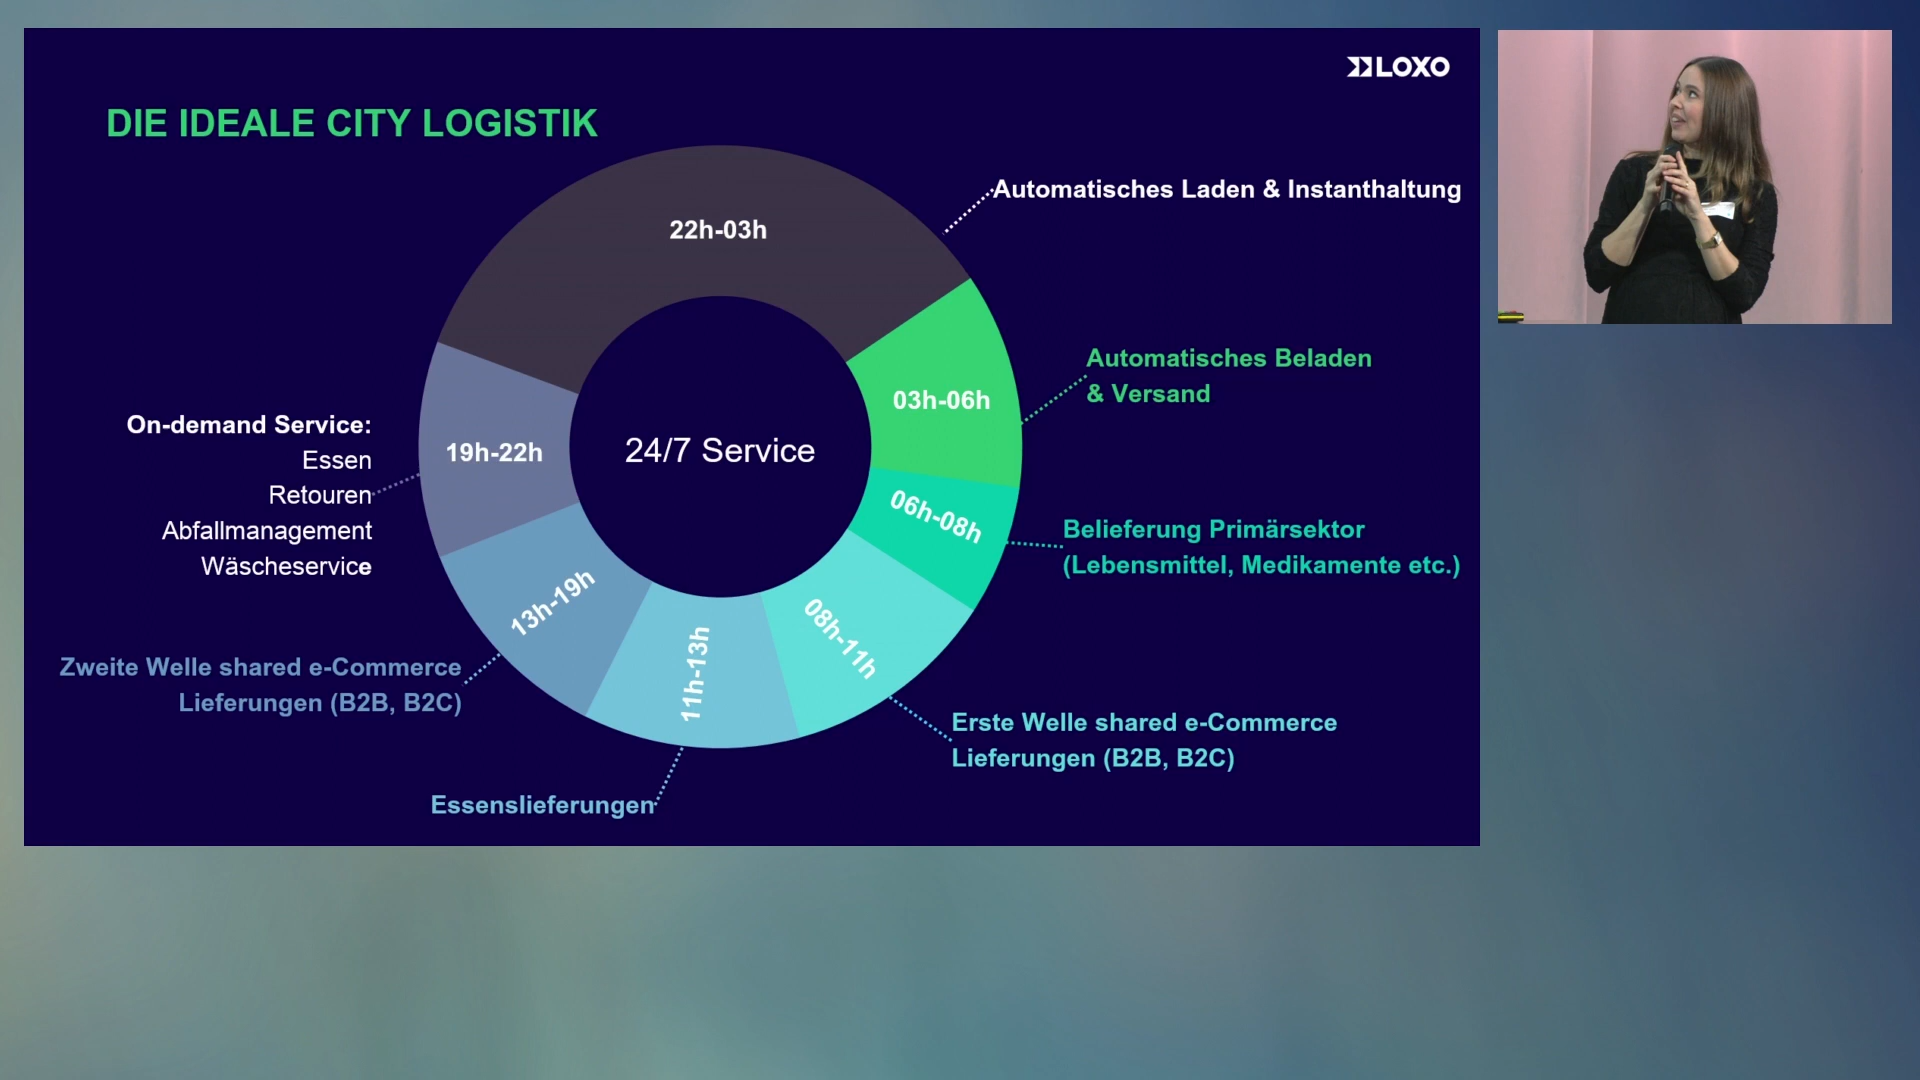 LOXO
DIE IDEALE CITY LOGISTIK
22h-03h
Automatisches Laden & Instanthaltung
03h-06h
Automatisches Beladen
& Versand
06h-08h
Belieferung Primärsektor
(Lebensmittel, Medikamente etc.)
08h-11h
Erste Welle shared e-Commerce
Lieferungen (B2B, B2C)
11h-13h
Essenslieferungen
13h-19h
Zweite Welle shared e-Commerce
Lieferungen (B2B, B2C)
19h-22h
On-demand Service:
Essen
Retouren
Abfallmanagement
Wäscheservice
24/7 Service